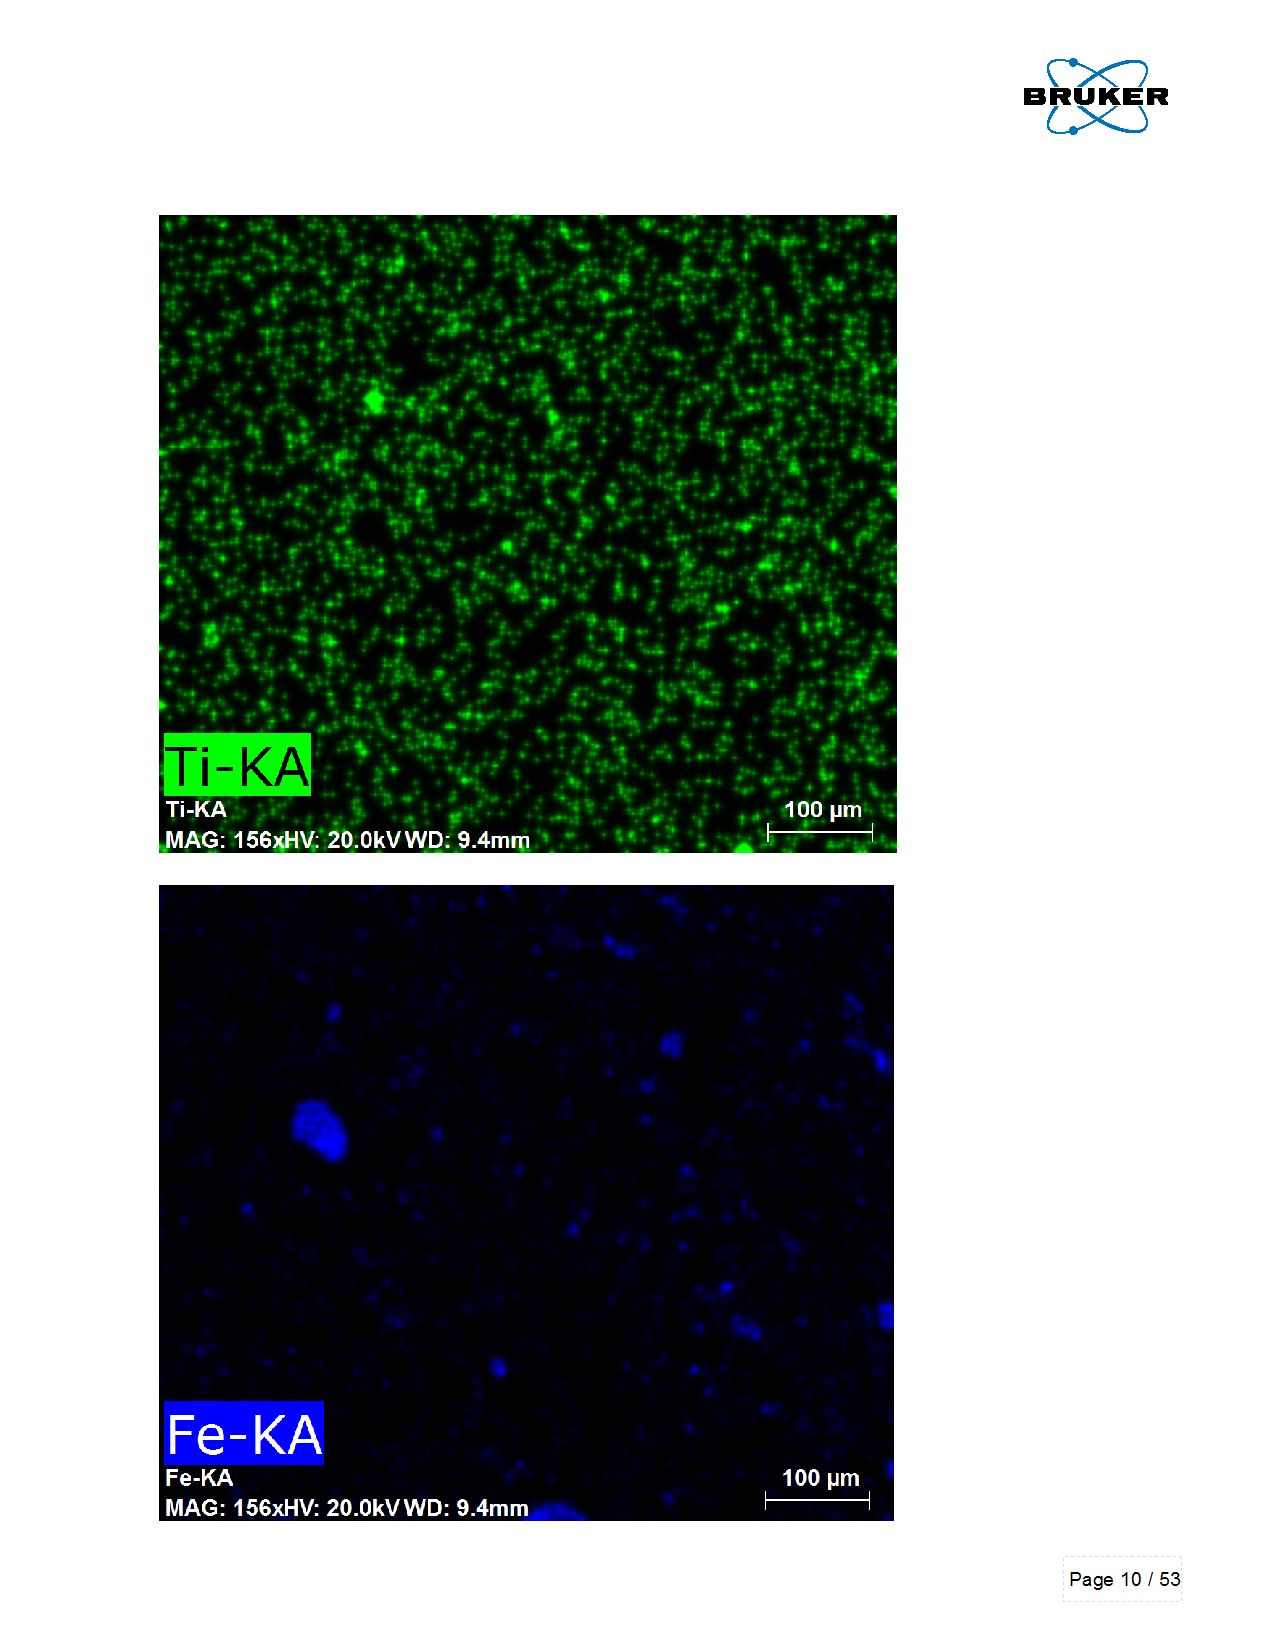 BRUKER
Ti-KA
Ti-KA
100 µm
MAG: 156xHV: 20.0kV WD: 9.4mm
Fe-KA
Fe-KA
100 µm
MAG: 156xHV: 20.0kV WD: 9.4mm
Page 10 / 53